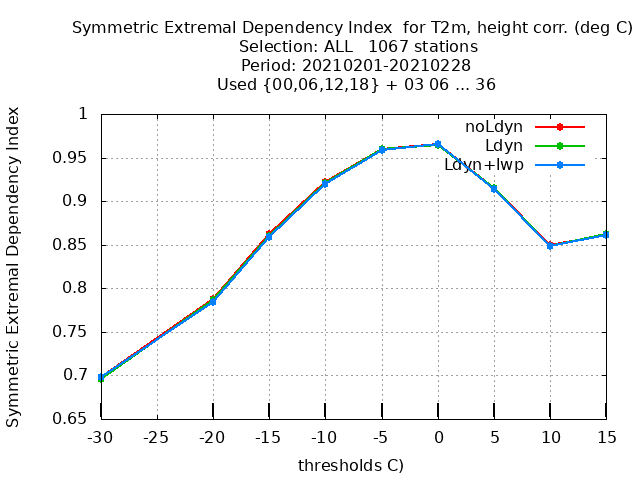 Symmetric Extremal Dependency Index  for T2m, height corr. (deg C)
Selection: ALL   1067 stations
Period: 20210201-20210228
Used {00,06,12,18} + 03 06 ... 36
Symmetric Extremal Dependency Index
1
0.95
0.9
0.85
0.8
0.75
0.7
0.65
noLdyn
Ldyn
Ldyn+lwp
-30 -25 -20 -15 -10 -5 0 5 10 15
thresholds C)